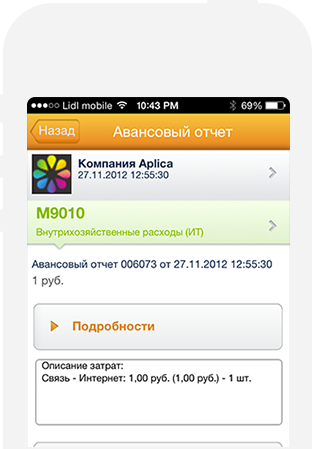 ●●●○○ Lidl mobile 10:43 PM 69%
Назад Авансовый отчет
Компания Aplica
27.11.2012 12:55:30
M9010
Внутрихозяйственные расходы (ИТ)
Авансовый отчет 006073 от 27.11.2012 12:55:30
1 руб.
Подробности
Описание затрат:
Связь - Интернет: 1,00 руб. (1,00 руб.) - 1 шт.